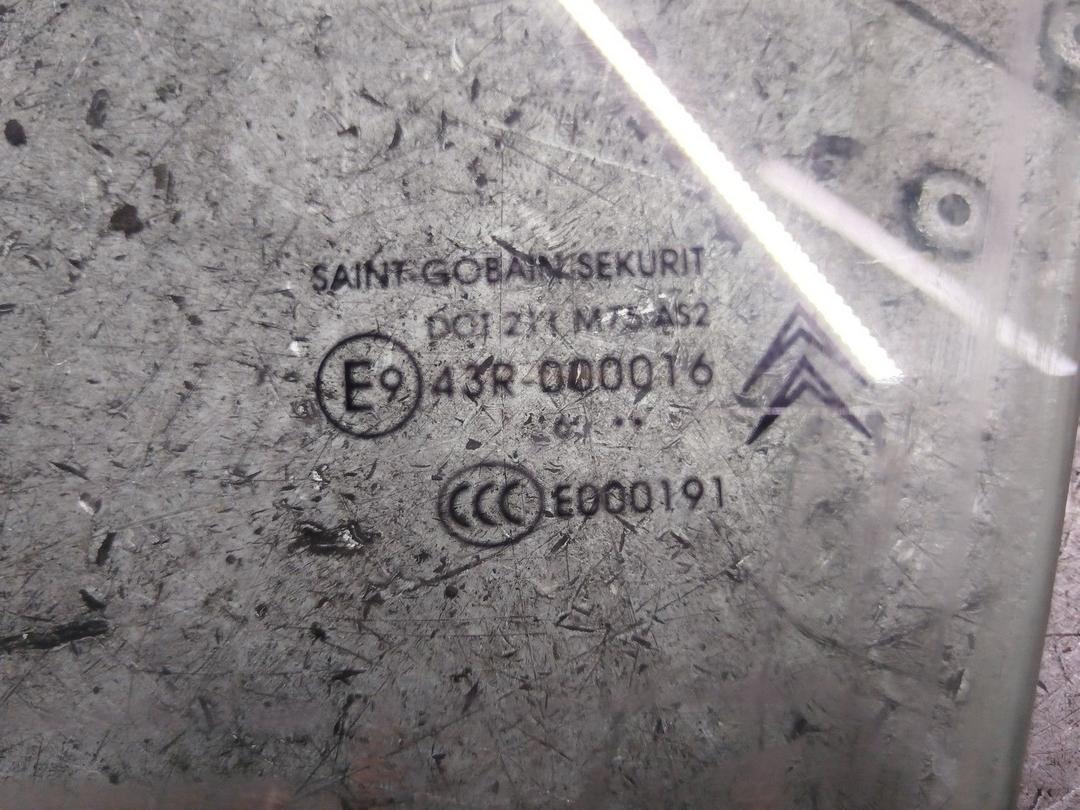 SAINT-GOBAIN SEKURIT
DOT 211 M75 AS2
E9 43R-000016
CCC E000191